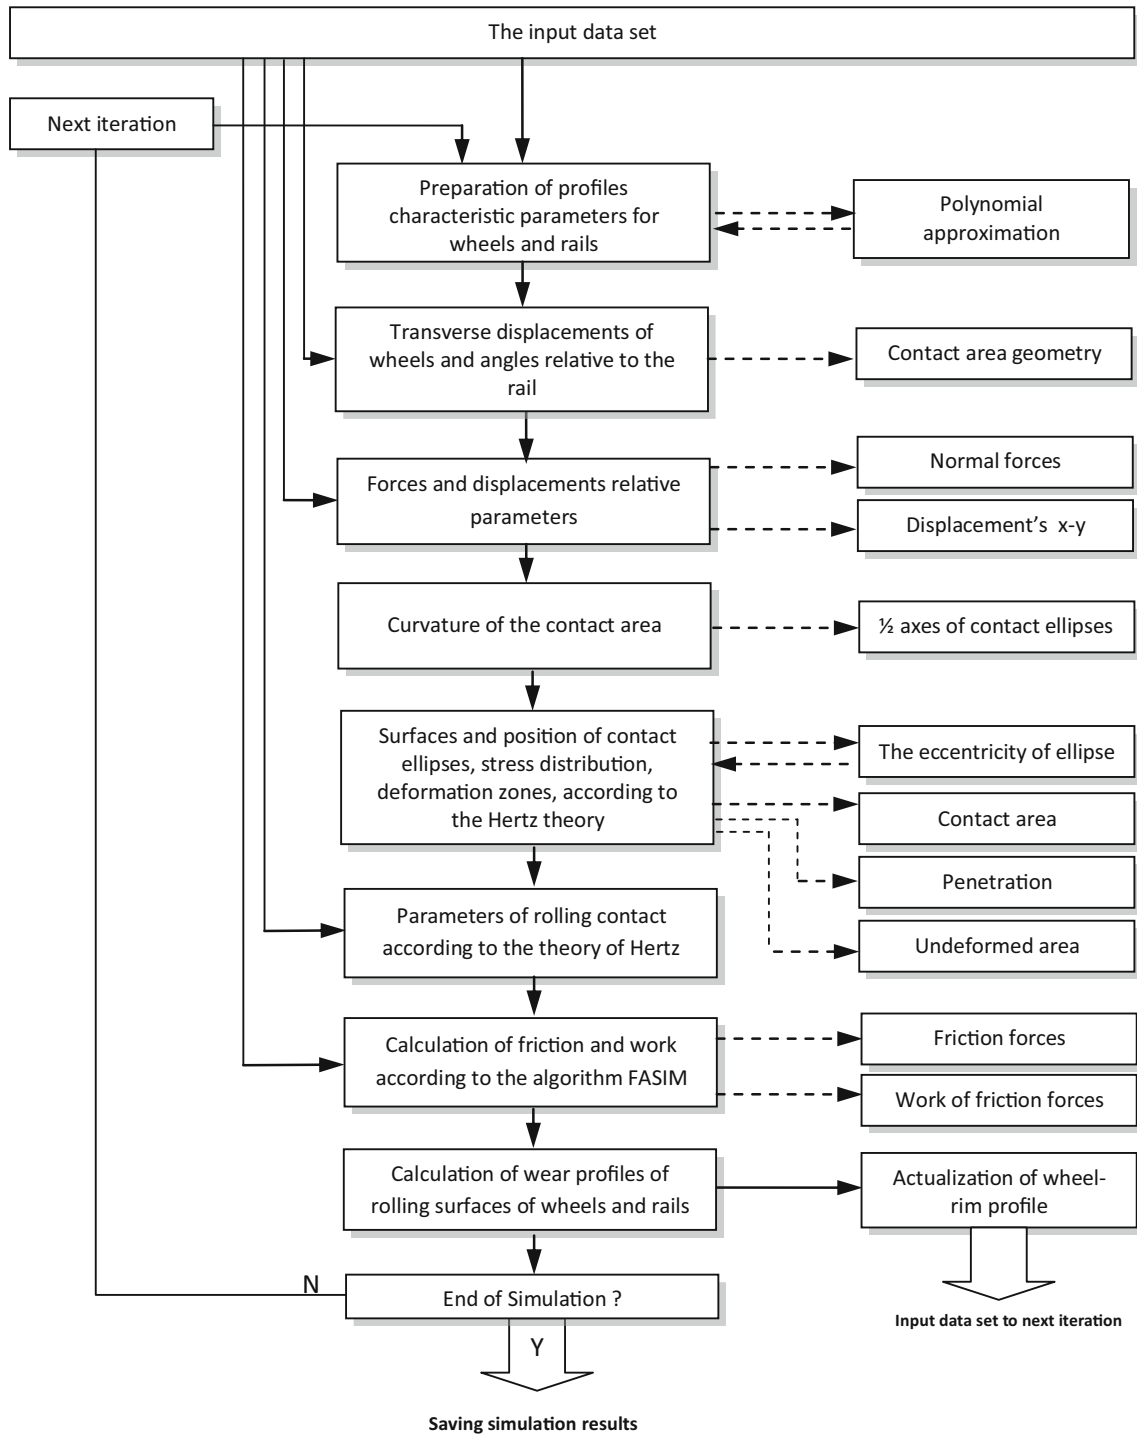 The input data set
Next iteration
Preparation of profiles
characteristic parameters for
wheels and rails
Polynomial
approximation
Transverse displacements of
wheels and angles relative to the
rail
Contact area geometry
Forces and displacements relative
parameters
Normal forces
Displacement's x-y
Curvature of the contact area
½ axes of contact ellipses
Surfaces and position of contact
ellipses, stress distribution,
deformation zones, according to
the Hertz theory
The eccentricity of ellipse
Contact area
Penetration
Undeformed area
Parameters of rolling contact
according to the theory of Hertz
Calculation of friction and work
according to the algorithm FASIM
Friction forces
Work of friction forces
Calculation of wear profiles of
rolling surfaces of wheels and rails
Actualization of wheel-
rim profile
N
End of Simulation ?
Input data set to next iteration
Y
Saving simulation results